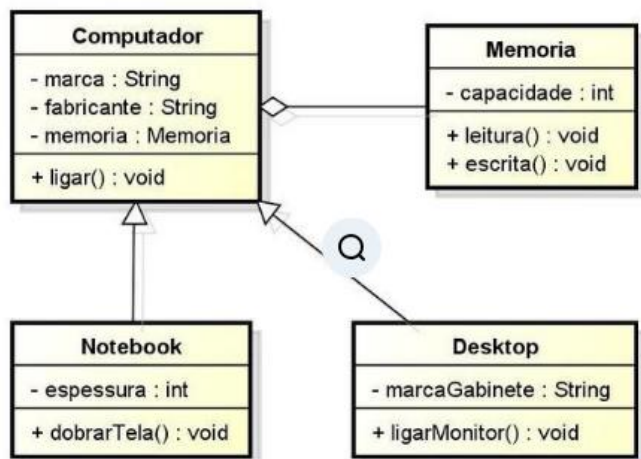 Computador
- marca : String
- fabricante : String
- memoria : Memoria
+ ligar() : void
Memoria
- capacidade : int
+ leitura() : void
+ escrita() : void
Notebook
- espessura : int
+ dobrarTela() : void
Desktop
- marcaGabinete : String
+ ligarMonitor() : void